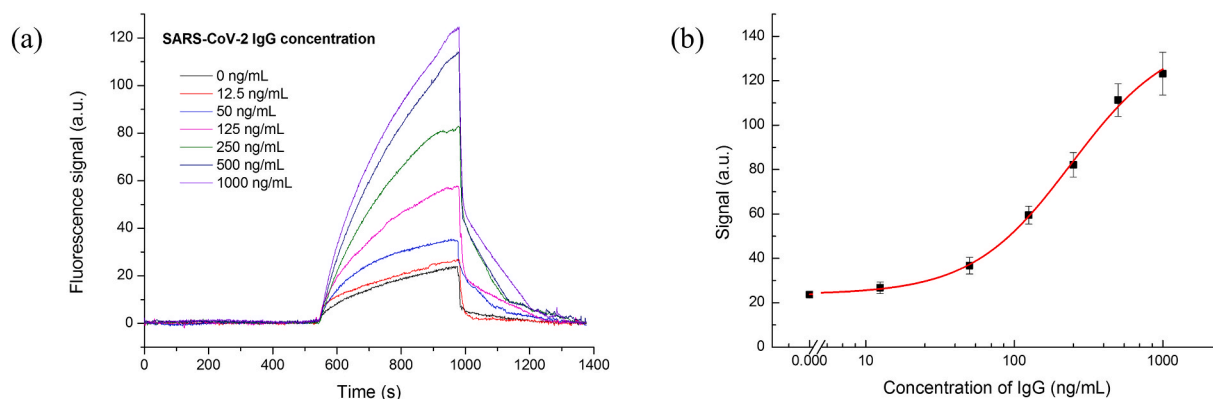 (a)
SARS-CoV-2 IgG concentration
0 ng/mL
12.5 ng/mL
50 ng/mL
125 ng/mL
250 ng/mL
500 ng/mL
1000 ng/mL
Fluorescence signal (a.u.)
120
100
80
60
40
20
0
0 200 400 600 800 1000 1200 1400
Time (s)
(b)
Signal (a.u.)
140
120
100
80
60
40
20
0
0.000 10 100 1000
Concentration of IgG (ng/mL)